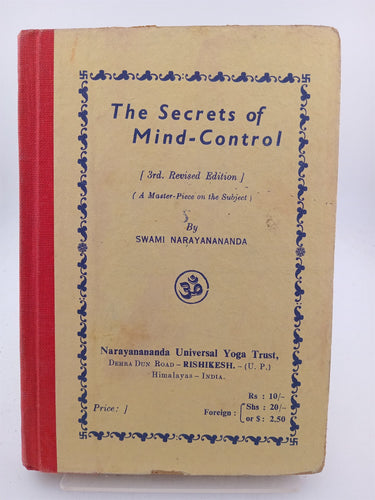 The Secrets of
Mind-Control
[ 3rd. Revised Edition ]
( A Master-Piece on the Subject )
By
SWAMI NARAYANANANDA
ॐ
Narayanananda Universal Yoga Trust,
DEHRA DUN ROAD – RISHIKESH. – (U. P.)
Himalayas – INDIA.
Price: ]
Rs : 10/–
Foreign : { Shs : 20/–
or $ : 2.50